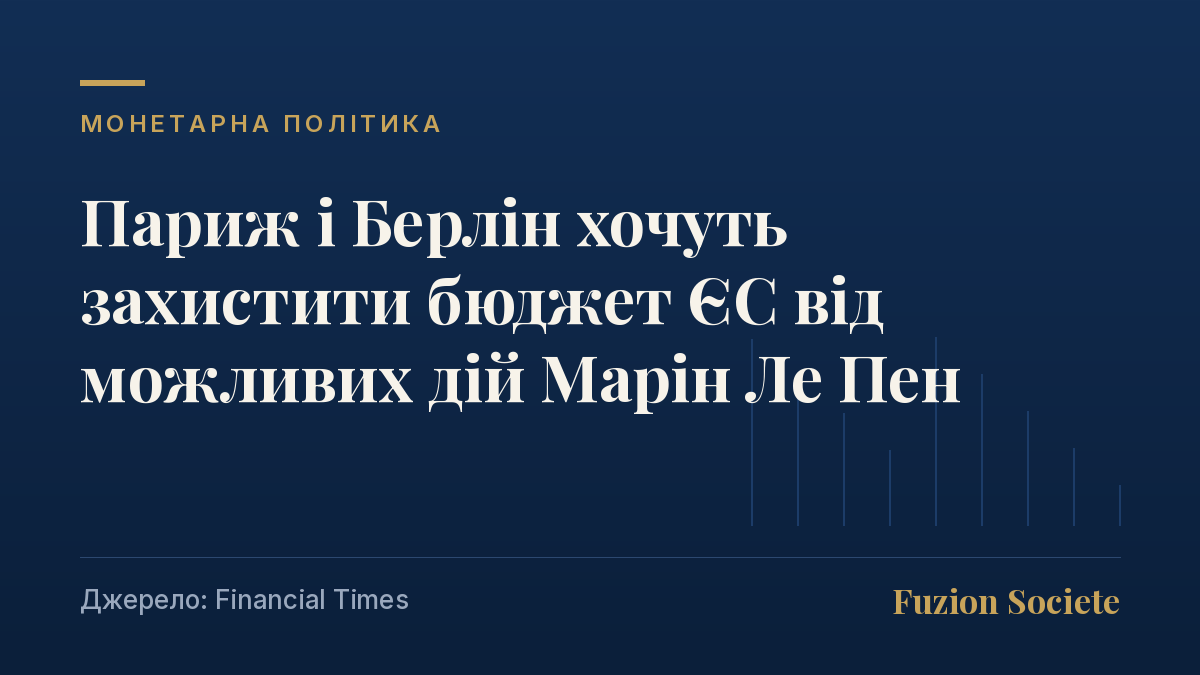 МОНЕТАРНА ПОЛІТИКА
Париж і Берлін хочуть
захистити бюджет ЄС від
можливих дій Марін Ле Пен
Джерело: Financial Times
Fuzion Societe